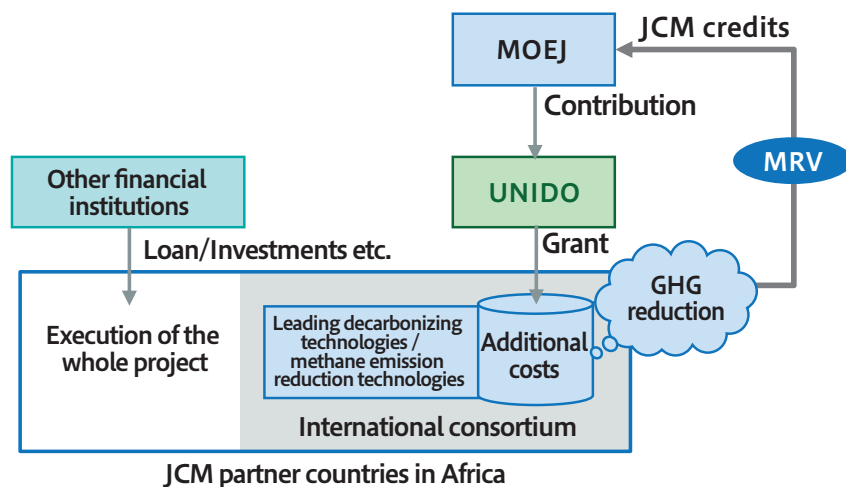 JCM credits
MOEJ
Contribution
MRV
Other financial
institutions
UNIDO
Loan/Investments etc.
Grant
GHG
reduction
Execution of the
whole project
Leading decarbonizing
technologies /
methane emission
reduction technologies
Additional
costs
International consortium
JCM partner countries in Africa